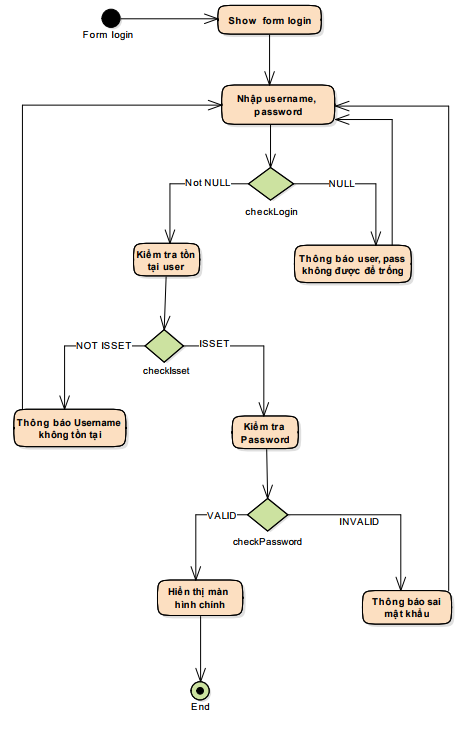 Show form login
Form login
Nhập username,
password
Not NULL
NULL
checkLogin
Kiểm tra tồn
tại user
Thông báo user, pass
không được để trống
NOT ISSET
ISSET
checkIsset
Thông báo Username
không tồn tại
Kiểm tra
Password
VALID
INVALID
checkPassword
Hiển thị màn
hình chính
Thông báo sai
mật khẩu
End